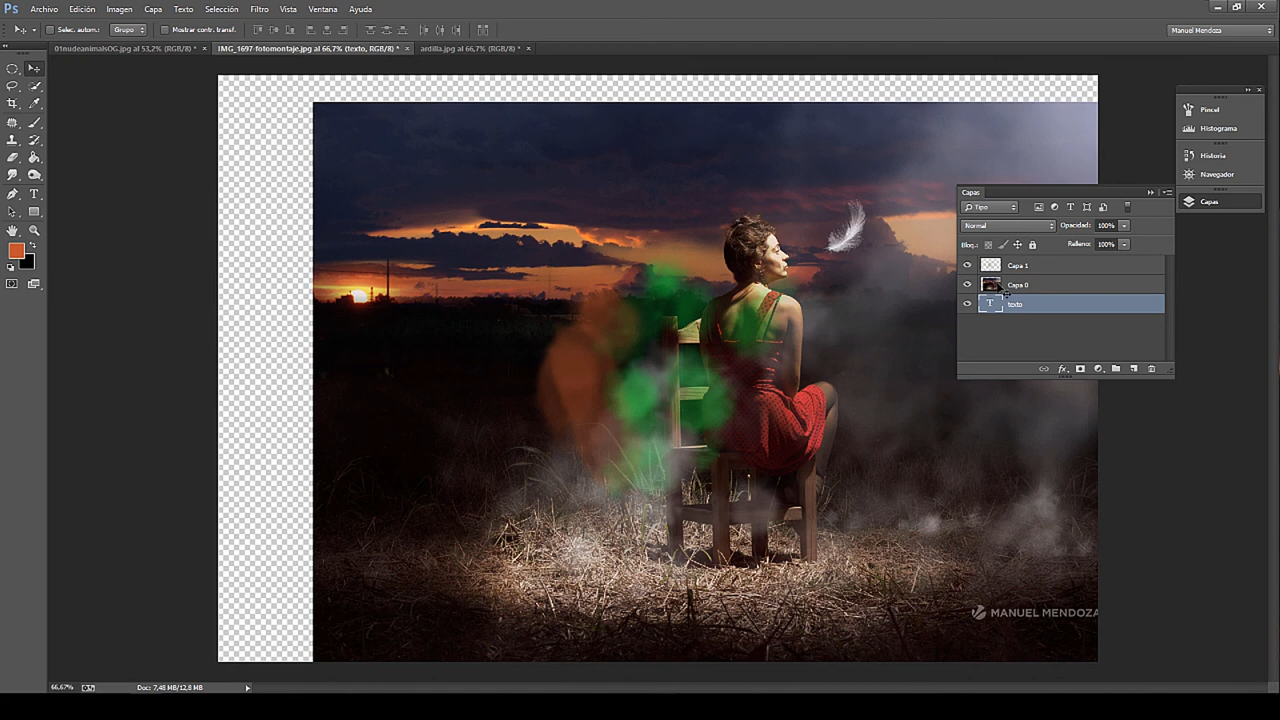 Ps Archivo Edición Imagen Capa Texto Selección Filtro Vista Ventana Ayuda
Selec. autom.: Grupo Mostrar contr. transf. Manuel Mendoza
01nudeanimalsOG.jpg al 53,2% (RGB/8) * × IMG_1697-fotomontaje.jpg al 66,7% (texto, RGB/8) * × ardilla.jpg al 66,7% (RGB/8) * ×
Pincel
Histograma
Historia
Navegador
Capas
Capas
Tipo
Normal Opacidad: 100%
Bloq.: Relleno: 100%
Capa 1
Capa 0
T texto
MANUEL MENDOZA
66,67% Doc: 7,48 MB/12,8 MB